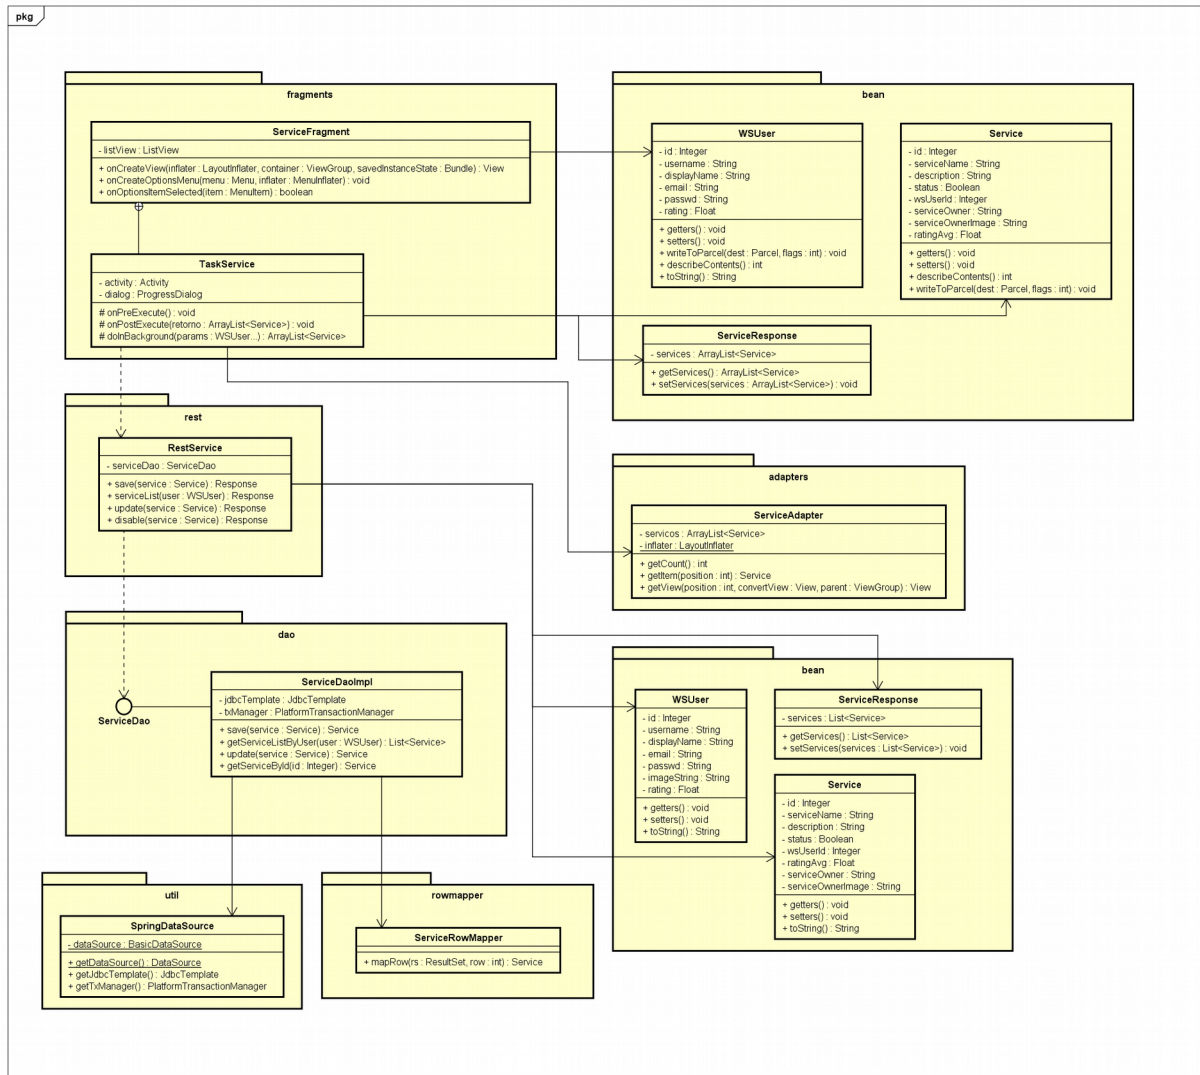 pkg
fragments
ServiceFragment
- listView : ListView
+ onCreateView(inflater : LayoutInflater, container : ViewGroup, savedInstanceState : Bundle) : View
+ onCreateOptionsMenu(menu : Menu, inflater : MenuInflater) : void
+ onOptionsItemSelected(item : MenuItem) : boolean
TaskService
- activity : Activity
- dialog : ProgressDialog
# onPreExecute() : void
# onPostExecute(retorno : ArrayList<Service>) : void
# doInBackground(params : WSUser...) : ArrayList<Service>
bean
WSUser
- id : Integer
- username : String
- displayName : String
- email : String
- passwd : String
- rating : Float
+ getters() : void
+ setters() : void
+ writeToParcel(dest : Parcel, flags : int) : void
+ describeContents() : int
+ toString() : String
Service
- id : Integer
- serviceName : String
- description : String
- status : Boolean
- wsUserId : Integer
- serviceOwner : String
- serviceOwnerImage : String
- ratingAvg : Float
+ getters() : void
+ setters() : void
+ describeContents() : int
+ writeToParcel(dest : Parcel, flags : int) : void
ServiceResponse
- services : ArrayList<Service>
+ getServices() : ArrayList<Service>
+ setServices(services : ArrayList<Service>) : void
rest
RestService
- serviceDao : ServiceDao
+ save(service : Service) : Response
+ serviceList(user : WSUser) : Response
+ update(service : Service) : Response
+ disable(service : Service) : Response
adapters
ServiceAdapter
- servicos : ArrayList<Service>
- inflater : LayoutInflater
+ getCount() : int
+ getItem(position : int) : Service
+ getView(position : int, convertView : View, parent : ViewGroup) : View
dao
ServiceDao
ServiceDaoImpl
- jdbcTemplate : JdbcTemplate
- txManager : PlatformTransactionManager
+ save(service : Service) : Service
+ getServiceListByUser(user : WSUser) : List<Service>
+ update(service : Service) : Service
+ getServiceById(id : Integer) : Service
bean
WSUser
- id : Integer
- username : String
- displayName : String
- email : String
- passwd : String
- imageString : String
- rating : Float
+ getters() : void
+ setters() : void
+ toString() : String
ServiceResponse
- services : List<Service>
+ getServices() : List<Service>
+ setServices(services : List<Service>) : void
Service
- id : Integer
- serviceName : String
- description : String
- status : Boolean
- wsUserId : Integer
- ratingAvg : Float
- serviceOwner : String
- serviceOwnerImage : String
+ getters() : void
+ setters() : void
+ toString() : String
util
SpringDataSource
- dataSource : BasicDataSource
+ getDataSource() : DataSource
+ getJdbcTemplate() : JdbcTemplate
+ getTxManager() : PlatformTransactionManager
rowmapper
ServiceRowMapper
+ mapRow(rs : ResultSet, row : int) : Service